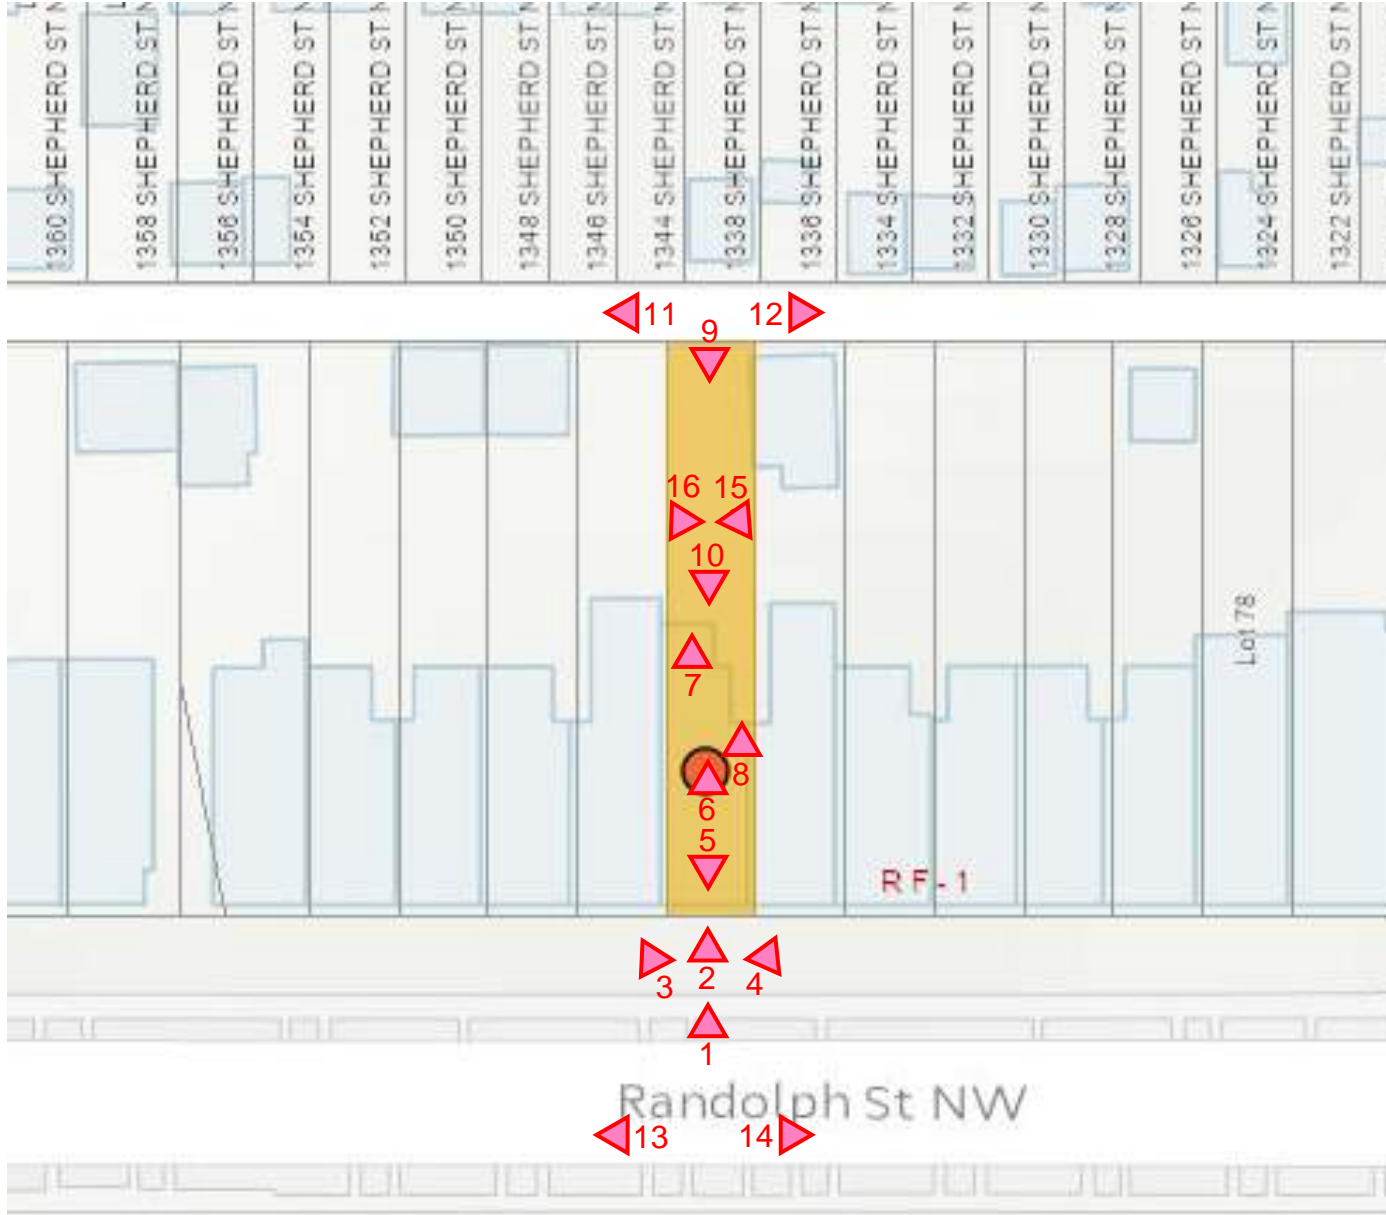 1360 SHEPHERD ST N
1358 SHEPHERD ST N
1356 SHEPHERD ST N
1354 SHEPHERD ST N
1352 SHEPHERD ST N
1350 SHEPHERD ST N
1348 SHEPHERD ST N
1346 SHEPHERD ST N
1344 SHEPHERD ST N
1338 SHEPHERD ST N
1336 SHEPHERD ST N
1334 SHEPHERD ST N
1332 SHEPHERD ST N
1330 SHEPHERD ST N
1328 SHEPHERD ST N
1326 SHEPHERD ST N
1324 SHEPHERD ST N
1322 SHEPHERD ST N
11
12
9
16
15
10
Lot 78
7
8
6
5
RF-1
3
2
4
1
Randolph St NW
13
14